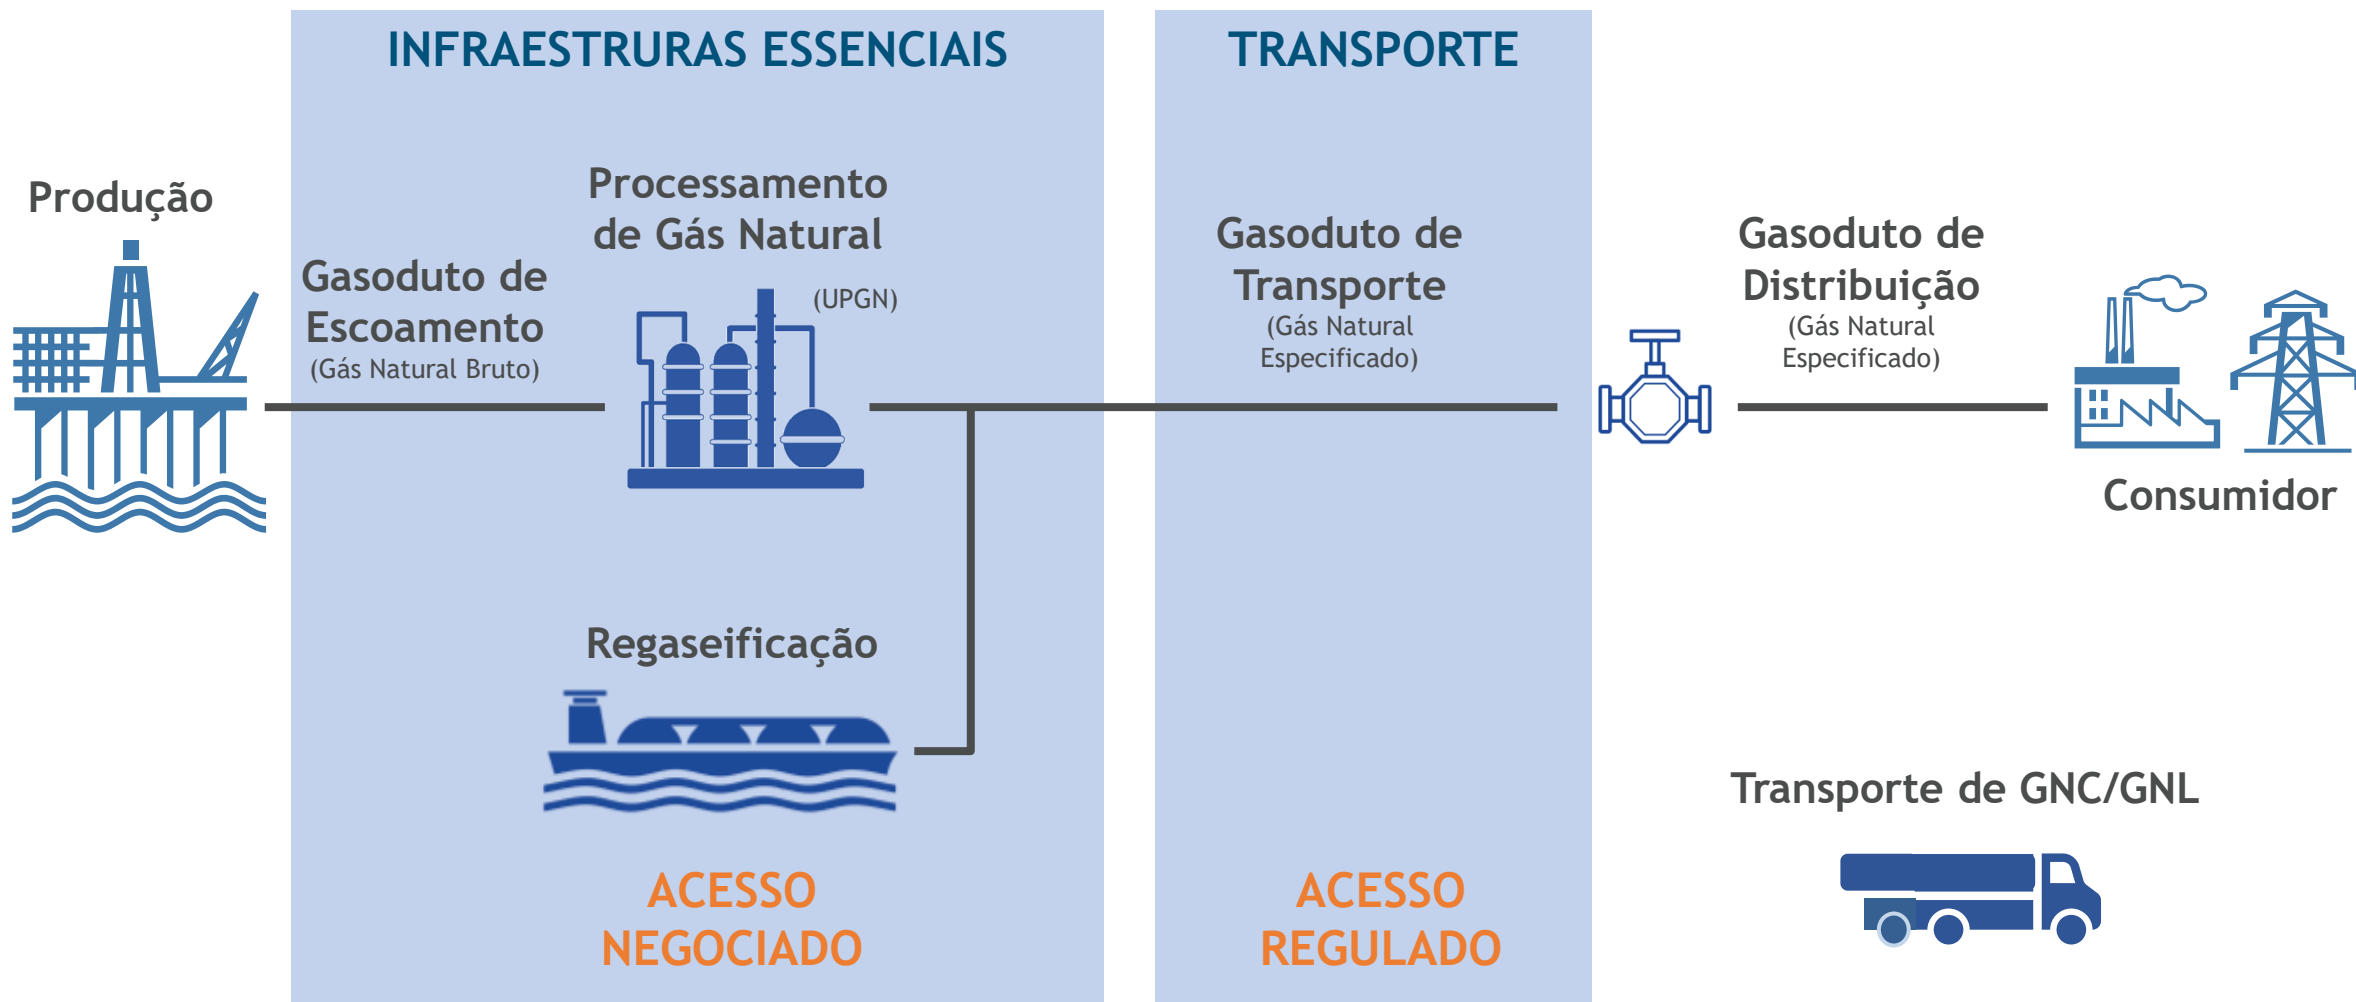 INFRAESTRURAS ESSENCIAIS
TRANSPORTE
Produção
Gasoduto de
Escoamento
(Gás Natural Bruto)
Processamento
de Gás Natural
(UPGN)
Gasoduto de
Transporte
(Gás Natural
Especificado)
Gasoduto de
Distribuição
(Gás Natural
Especificado)
Consumidor
Regaseificação
Transporte de GNC/GNL
ACESSO
NEGOCIADO
ACESSO
REGULADO